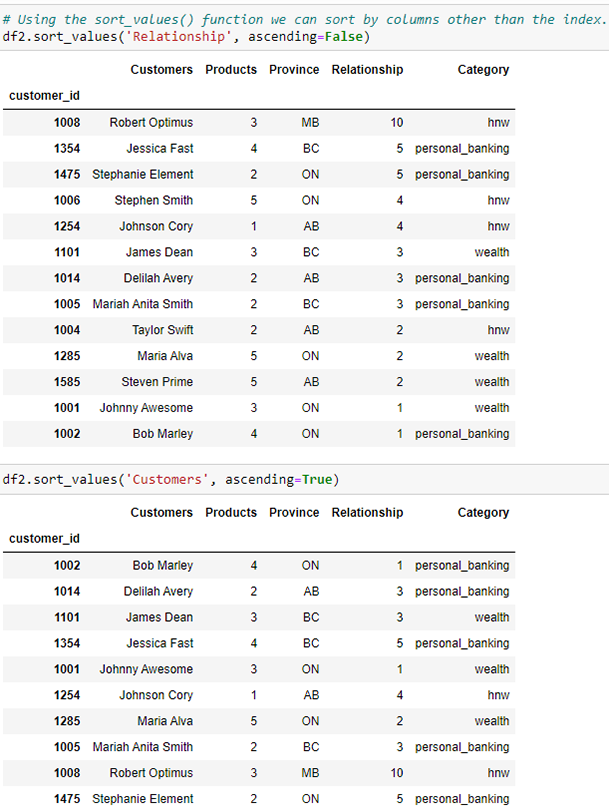 # Using the sort_values() function we can sort by columns other than the index.
df2.sort_values('Relationship', ascending=False)
Customers Products Province Relationship Category
customer_id
1008 Robert Optimus 3 MB 10 hnw
1354 Jessica Fast 4 BC 5 personal_banking
1475 Stephanie Element 2 ON 5 personal_banking
1006 Stephen Smith 5 ON 4 hnw
1254 Johnson Cory 1 AB 4 hnw
1101 James Dean 3 BC 3 wealth
1014 Delilah Avery 2 AB 3 personal_banking
1005 Mariah Anita Smith 2 BC 3 personal_banking
1004 Taylor Swift 2 AB 2 hnw
1285 Maria Alva 5 ON 2 wealth
1585 Steven Prime 5 AB 2 wealth
1001 Johnny Awesome 3 ON 1 wealth
1002 Bob Marley 4 ON 1 personal_banking
df2.sort_values('Customers', ascending=True)
Customers Products Province Relationship Category
customer_id
1002 Bob Marley 4 ON 1 personal_banking
1014 Delilah Avery 2 AB 3 personal_banking
1101 James Dean 3 BC 3 wealth
1354 Jessica Fast 4 BC 5 personal_banking
1001 Johnny Awesome 3 ON 1 wealth
1254 Johnson Cory 1 AB 4 hnw
1285 Maria Alva 5 ON 2 wealth
1005 Mariah Anita Smith 2 BC 3 personal_banking
1008 Robert Optimus 3 MB 10 hnw
1475 Stephanie Element 2 ON 5 personal_banking